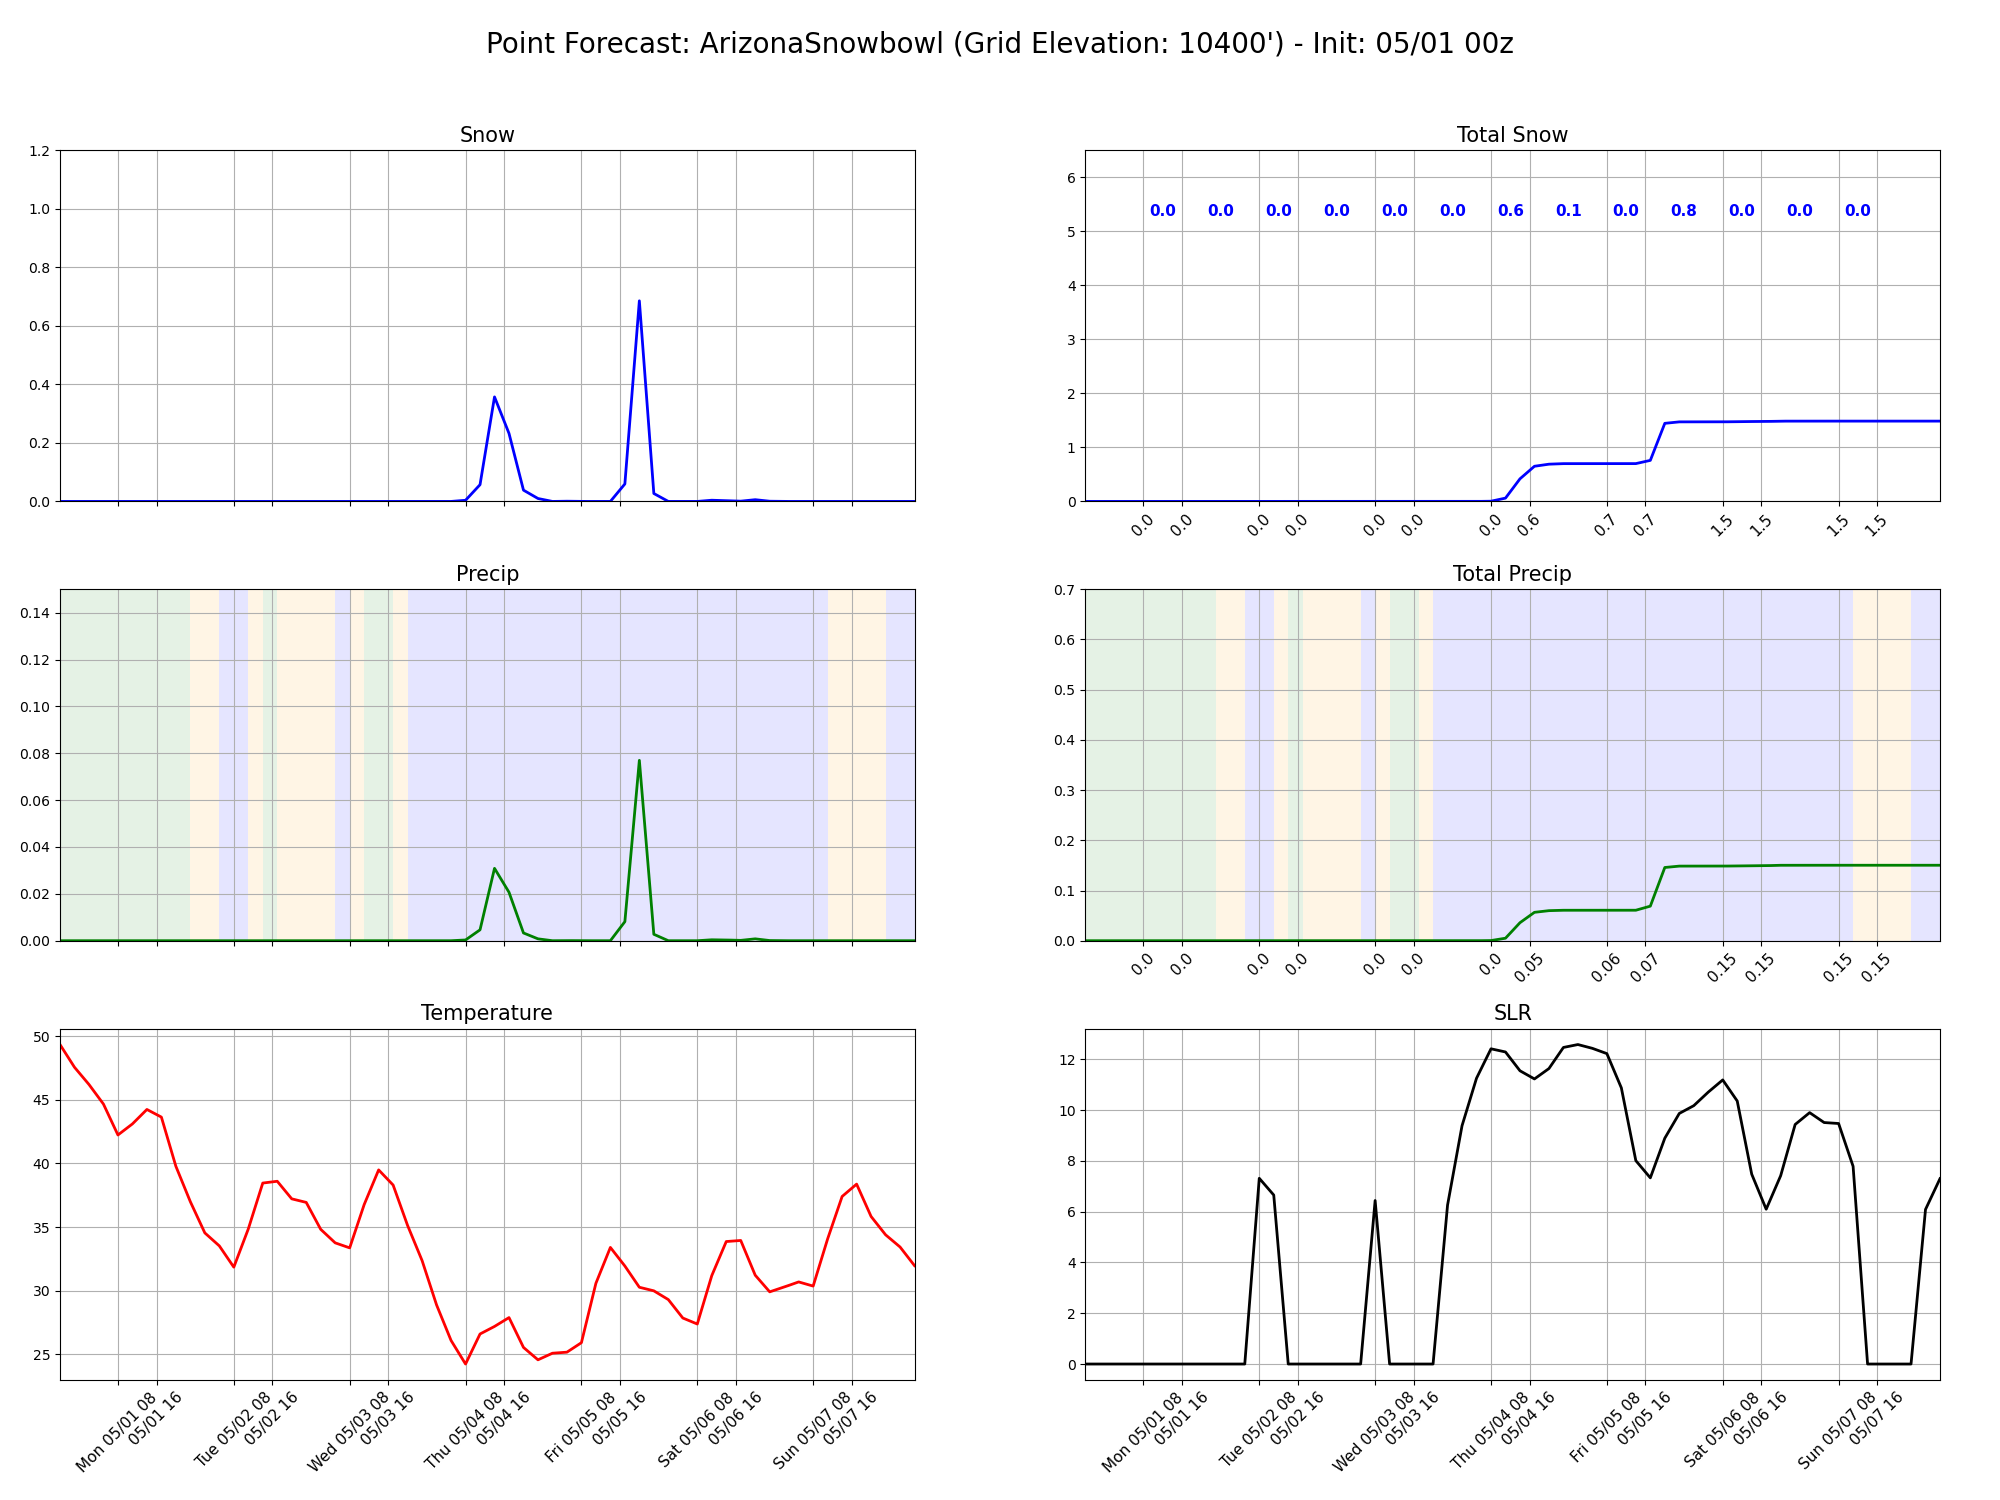 Point Forecast: ArizonaSnowbowl (Grid Elevation: 10400') - Init: 05/01 00z
Snow
1.2
1.0
0.8
0.6
0.4
0.2
0.0
Total Snow
6
5
4
3
2
1
0
0.0 0.0 0.0 0.0 0.0 0.0 0.6 0.1 0.0 0.8 0.0 0.0 0.0
0.0 0.0 0.0 0.0 0.0 0.0 0.0 0.6 0.7 0.7 1.5 1.5 1.5 1.5
Precip
0.14
0.12
0.10
0.08
0.06
0.04
0.02
0.00
Total Precip
0.7
0.6
0.5
0.4
0.3
0.2
0.1
0.0
0.0 0.0 0.0 0.0 0.0 0.0 0.0 0.05 0.06 0.07 0.15 0.15 0.15 0.15
Temperature
50
45
40
35
30
25
Mon 05/01 08
05/01 16
Tue 05/02 08
05/02 16
Wed 05/03 08
05/03 16
Thu 05/04 08
05/04 16
Fri 05/05 08
05/05 16
Sat 05/06 08
05/06 16
Sun 05/07 08
05/07 16
SLR
12
10
8
6
4
2
0
Mon 05/01 08
05/01 16
Tue 05/02 08
05/02 16
Wed 05/03 08
05/03 16
Thu 05/04 08
05/04 16
Fri 05/05 08
05/05 16
Sat 05/06 08
05/06 16
Sun 05/07 08
05/07 16